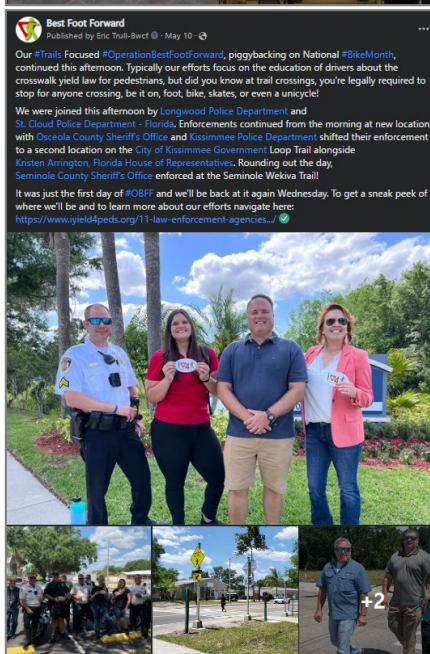 Best Foot Forward
Published by Eric Trull-Bwcf · May 10 ·
Our #Trails Focused #OperationBestFootForward, piggybacking on National #BikeMonth,
continued this afternoon. Typically our efforts focus on the education of drivers about the
crosswalk yield law for pedestrians, but did you know at trail crossings, you're legally required to
stop for anyone crossing, be it on, foot, bike, skates, or even a unicycle!
We were joined this afternoon by Longwood Police Department and
St. Cloud Police Department - Florida. Enforcements continued from the morning at new location
with Osceola County Sheriff's Office and Kissimmee Police Department shifted their enforcement
to a second location on the City of Kissimmee Government Loop Trail alongside
Kristen Arrington, Florida House of Representatives. Rounding out the day,
Seminole County Sheriff's Office enforced at the Seminole Wekiva Trail!
It was just the first day of #OBFF and we'll be back at it again Wednesday. To get a sneak peek of
where we'll be and to learn more about our efforts navigate here:
https://www.iyield4peds.org/11-law-enforcement-agencies.../
+2